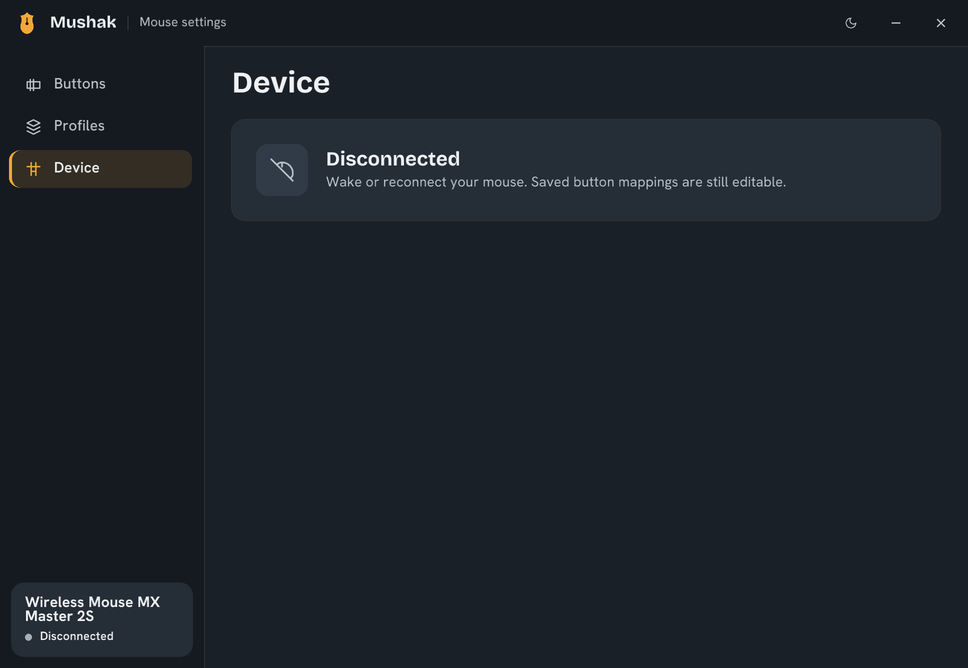 Mushak
Mouse settings
Buttons
Profiles
Device
Device
Disconnected
Wake or reconnect your mouse. Saved button mappings are still editable.
Wireless Mouse MX
Master 2S
Disconnected